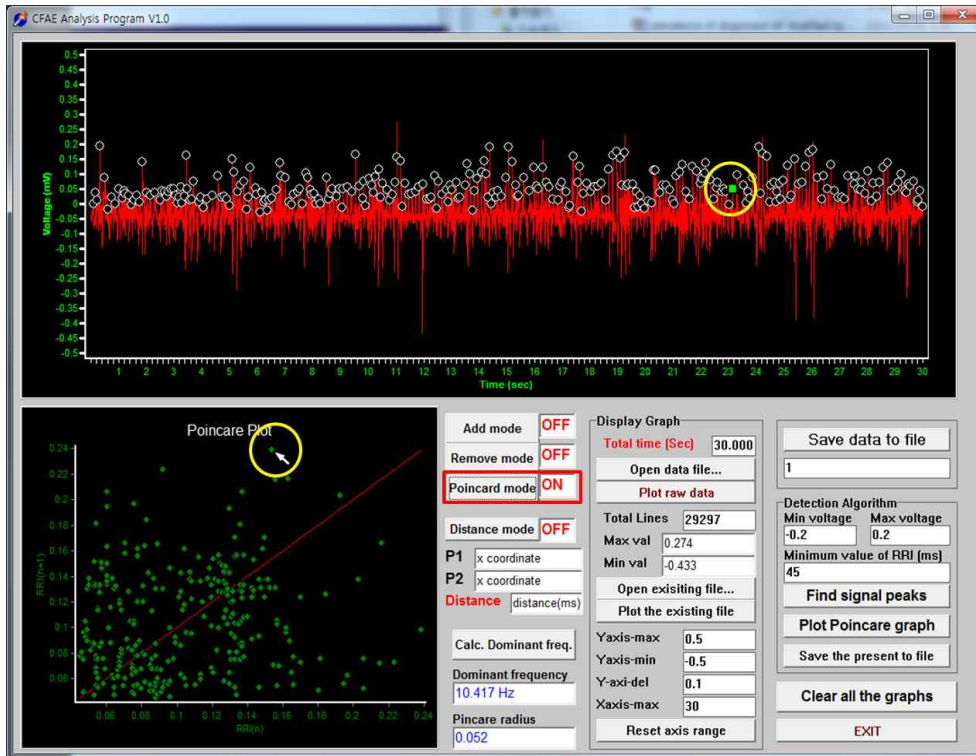 CFAE Analysis Program V1.0
0.5
0.45
0.4
0.35
0.3
0.25
0.2
0.15
0.1
0.05
0
-0.05
-0.1
-0.15
-0.2
-0.25
-0.3
-0.35
-0.4
-0.45
-0.5
Voltage (mV)
1 2 3 4 5 6 7 8 9 10 11 12 13 14 15 16 17 18 19 20 21 22 23 24 25 26 27 28 29 30
Time (sec)
Poincare Plot
0.24
0.22
0.2
0.18
0.16
0.14
0.12
0.1
0.08
0.06
RRI(n+1)
0.06 0.08 0.1 0.12 0.14 0.16 0.18 0.2 0.22 0.24
RRI(n)
Add mode OFF
Remove mode OFF
Poincard mode ON
Distance mode OFF
P1 x coordinate
P2 x coordinate
Distance distance(ms)
Calc. Dominant freq.
Dominant frequency
10.417 Hz
Pincare radius
0.052
Display Graph
Total time (Sec) 30.000
Open data file...
Plot raw data
Total Lines 29297
Max val 0.274
Min val -0.433
Open exisiting file...
Plot the existing file
Yaxis-max 0.5
Yaxis-min -0.5
Y-axi-del 0.1
Xaxis-max 30
Reset axis range
Save data to file
1
Detection Algorithm
Min voltage Max voltage
-0.2 0.2
Minimum value of RRI (ms)
45
Find signal peaks
Plot Poincare graph
Save the present to file
Clear all the graphs
EXIT